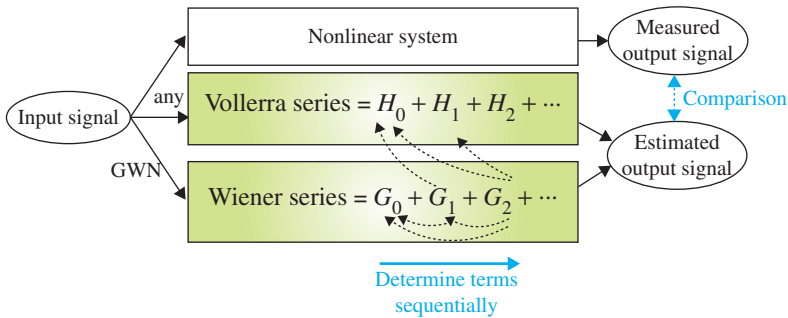 Nonlinear system
Measured
output signal
any
Vollerra series = H₀ + H₁ + H₂ + ···
Comparison
Input signal
Estimated
output signal
GWN
Wiener series = G₀ + G₁ + G₂ + ···
Determine terms
sequentially